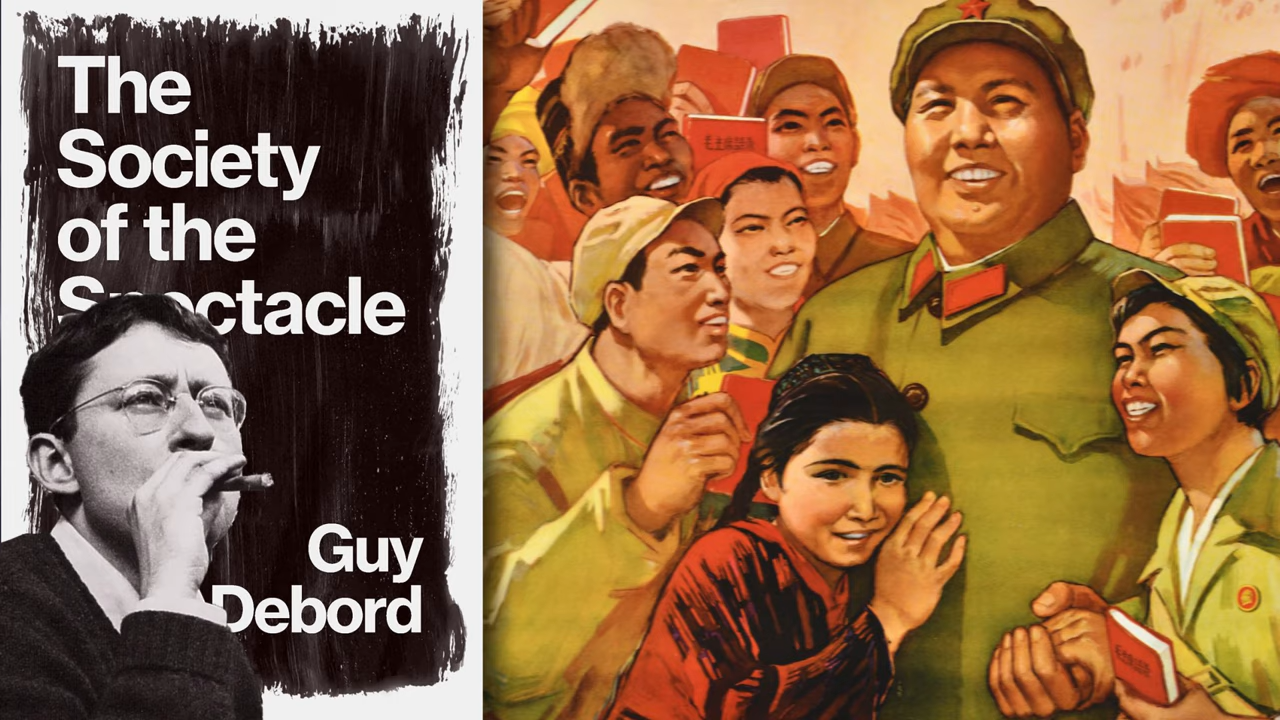 The
Society
of the
Spectacle
Guy
Debord